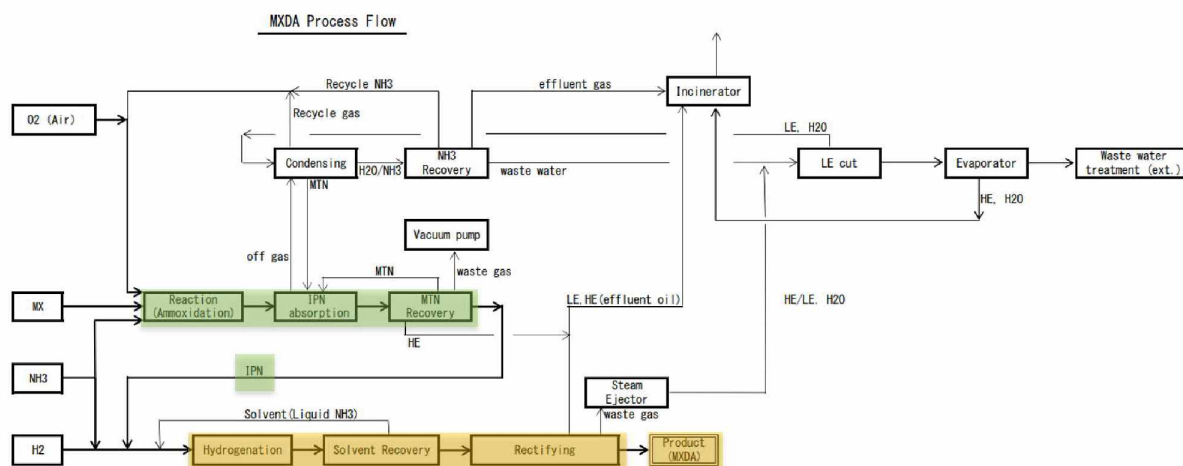 MXDA Process Flow
Recycle NH3
effluent gas
Incinerator
O2 (Air)
Recycle gas
LE, H2O
Condensing
H2O/NH3
NH3
Recovery
waste water
LE cut
Evaporator
Waste water
treatment (ext.)
MTN
HE, H2O
Vacuum pump
off gas
MTN
waste gas
MX
Reaction
(Ammoxidation)
IPN
absorption
MTN
Recovery
LE,HE(effluent oil)
HE/LE, H2O
HE
NH3
IPN
Steam
Ejector
waste gas
Solvent(Liquid NH3)
H2
Hydrogenation
Solvent Recovery
Rectifying
Product
(MXDA)